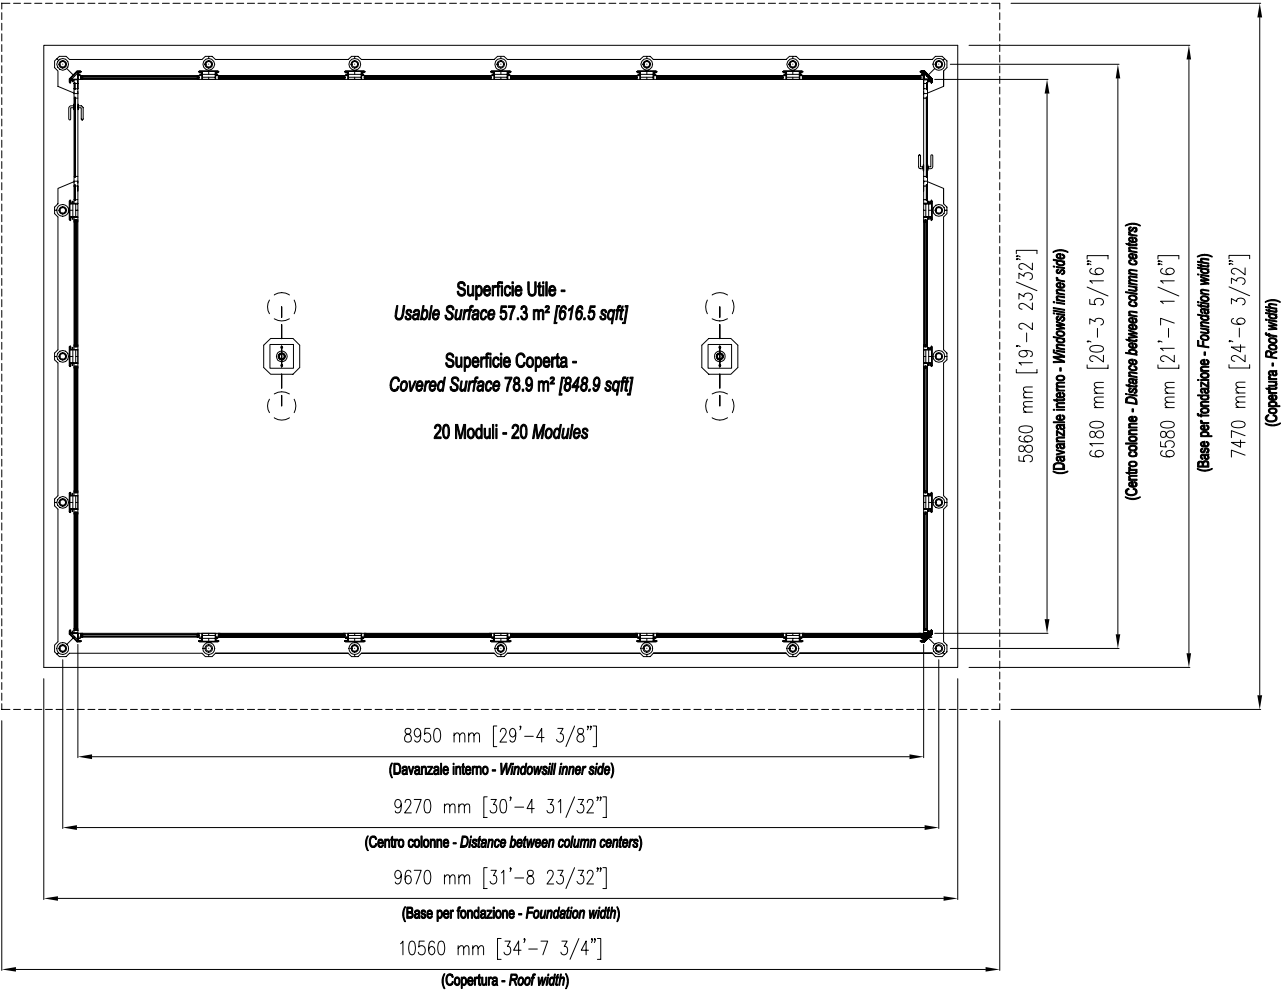 Superficie Utile -
Usable Surface 57.3 m² [616.5 sqft]
Superficie Coperta -
Covered Surface 78.9 m² [848.9 sqft]
20 Moduli - 20 Modules
5860 mm [19'-2 23/32"]
(Davanzale interno - Windowsill inner side)
6180 mm [20'-3 5/16"]
(Centro colonne - Distance between column centers)
6580 mm [21'-7 1/16"]
(Base per fondazione - Foundation width)
7470 mm [24'-6 3/32"]
(Copertura - Roof width)
8950 mm [29'-4 3/8"]
(Davanzale interno - Windowsill inner side)
9270 mm [30'-4 31/32"]
(Centro colonne - Distance between column centers)
9670 mm [31'-8 23/32"]
(Base per fondazione - Foundation width)
10560 mm [34'-7 3/4"]
(Copertura - Roof width)